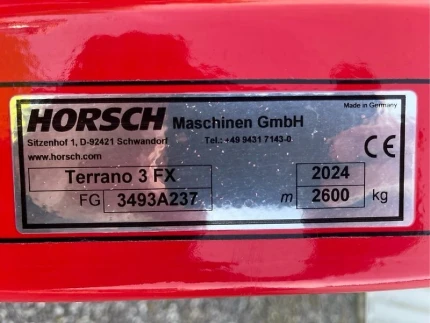 Made in Germany
HORSCH Maschinen GmbH
Sitzenhof 1, D-92421 Schwandorf Tel.: +49 9431 7143-0
www.horsch.com
CE
Terrano 3 FX 2024
FG 3493A237 m 2600 kg